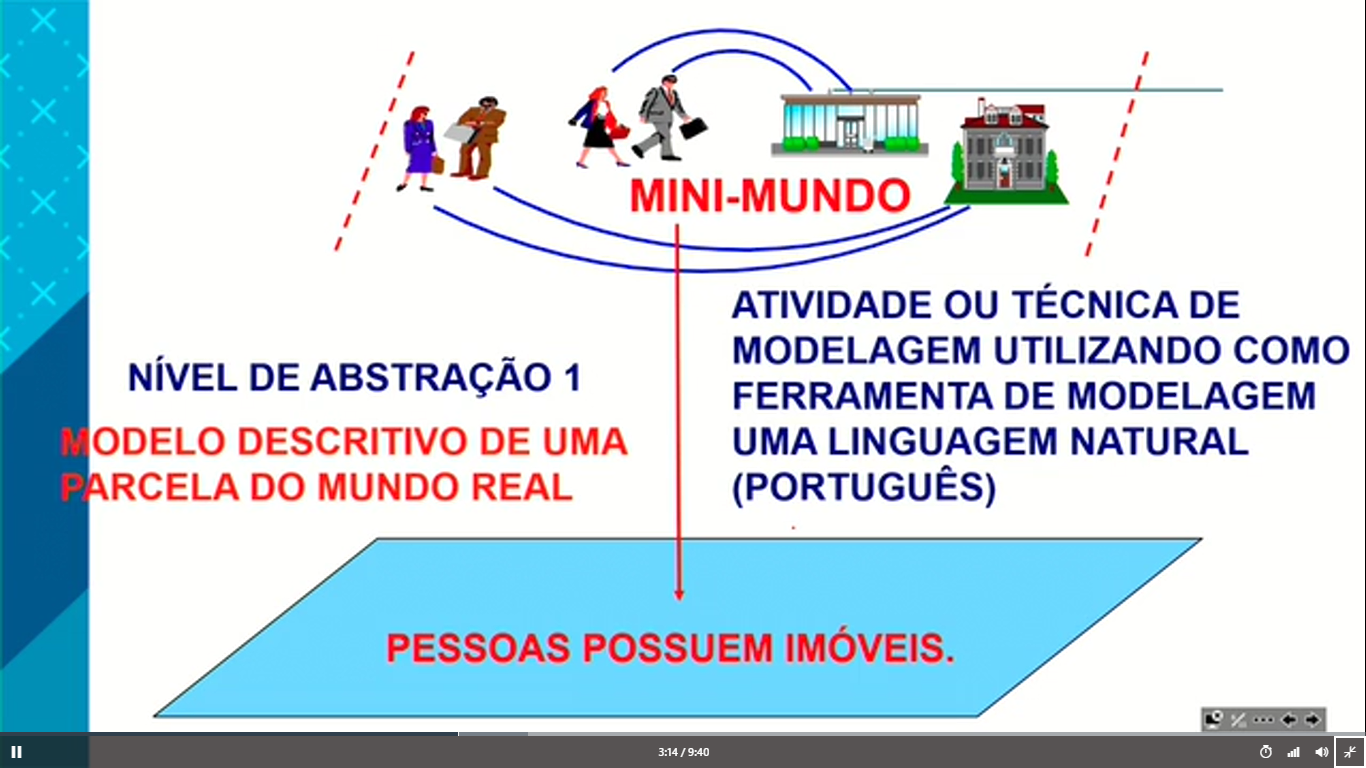 MINI-MUNDO
NÍVEL DE ABSTRAÇÃO 1
MODELO DESCRITIVO DE UMA
PARCELA DO MUNDO REAL
ATIVIDADE OU TÉCNICA DE
MODELAGEM UTILIZANDO COMO
FERRAMENTA DE MODELAGEM
UMA LINGUAGEM NATURAL
(PORTUGUÊS)
PESSOAS POSSUEM IMÓVEIS.
3:14 / 9:40